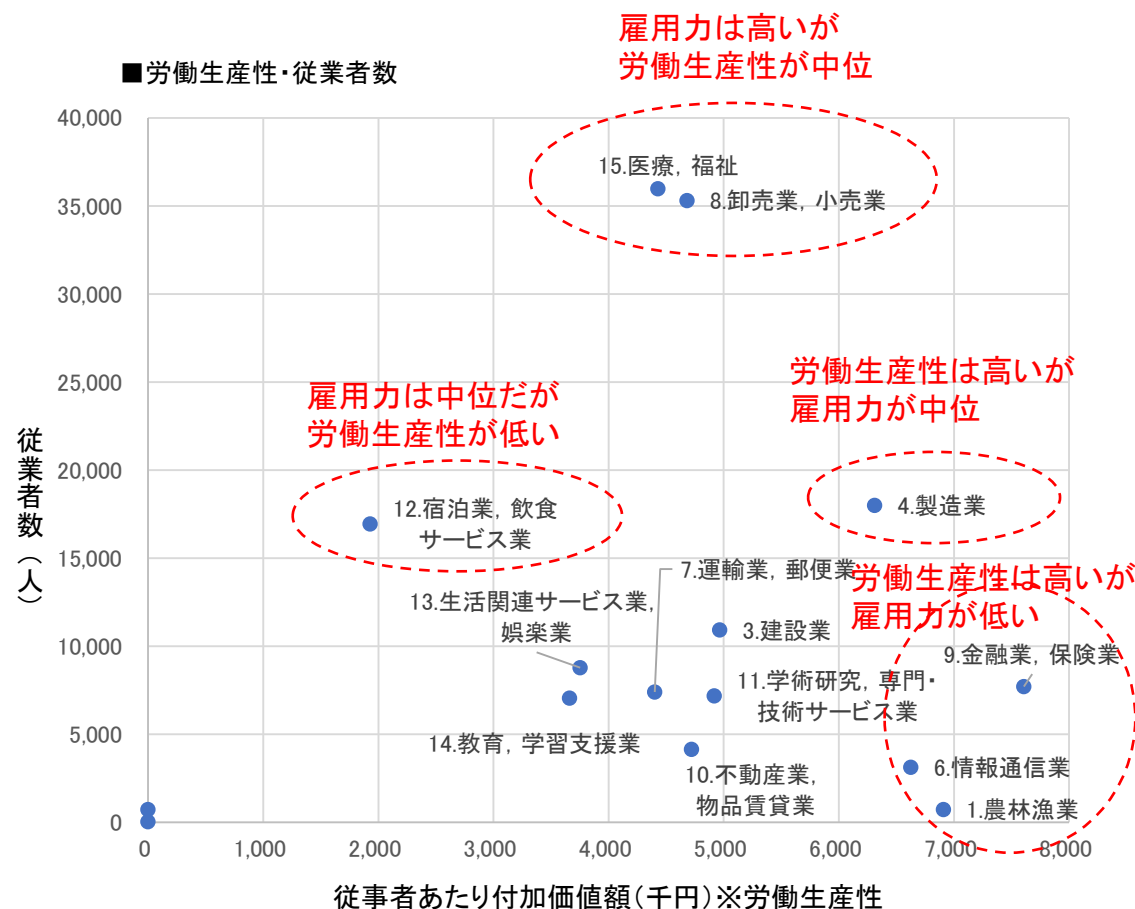 雇用力は高いが
労働生産性が中位
■労働生産性・従業者数
40,000
35,000
30,000
25,000
20,000
15,000
10,000
5,000
0
従業者数（人）
15.医療, 福祉
8.卸売業, 小売業
労働生産性は高いが
雇用力が中位
雇用力は中位だが
労働生産性が低い
12.宿泊業, 飲食
サービス業
4.製造業
7.運輸業, 郵便業
労働生産性は高いが
雇用力が低い
13.生活関連サービス業,
娯楽業
3.建設業
9.金融業, 保険業
11.学術研究, 専門・
技術サービス業
14.教育, 学習支援業
10.不動産業,
物品賃貸業
6.情報通信業
1.農林漁業
0 1,000 2,000 3,000 4,000 5,000 6,000 7,000 8,000
従事者あたり付加価値額（千円）※労働生産性